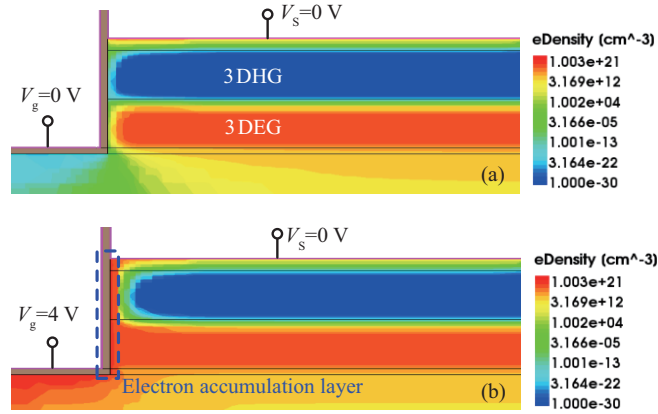 V_S=0 V
eDensity (cm^-3)
1.003e+21
3.169e+12
1.002e+04
3.166e-05
1.001e-13
3.164e-22
1.000e-30
3DHG
V_g=0 V
3DEG
(a)
V_S=0 V
eDensity (cm^-3)
1.003e+21
3.169e+12
1.002e+04
3.166e-05
1.001e-13
3.164e-22
1.000e-30
V_g=4 V
Electron accumulation layer
(b)